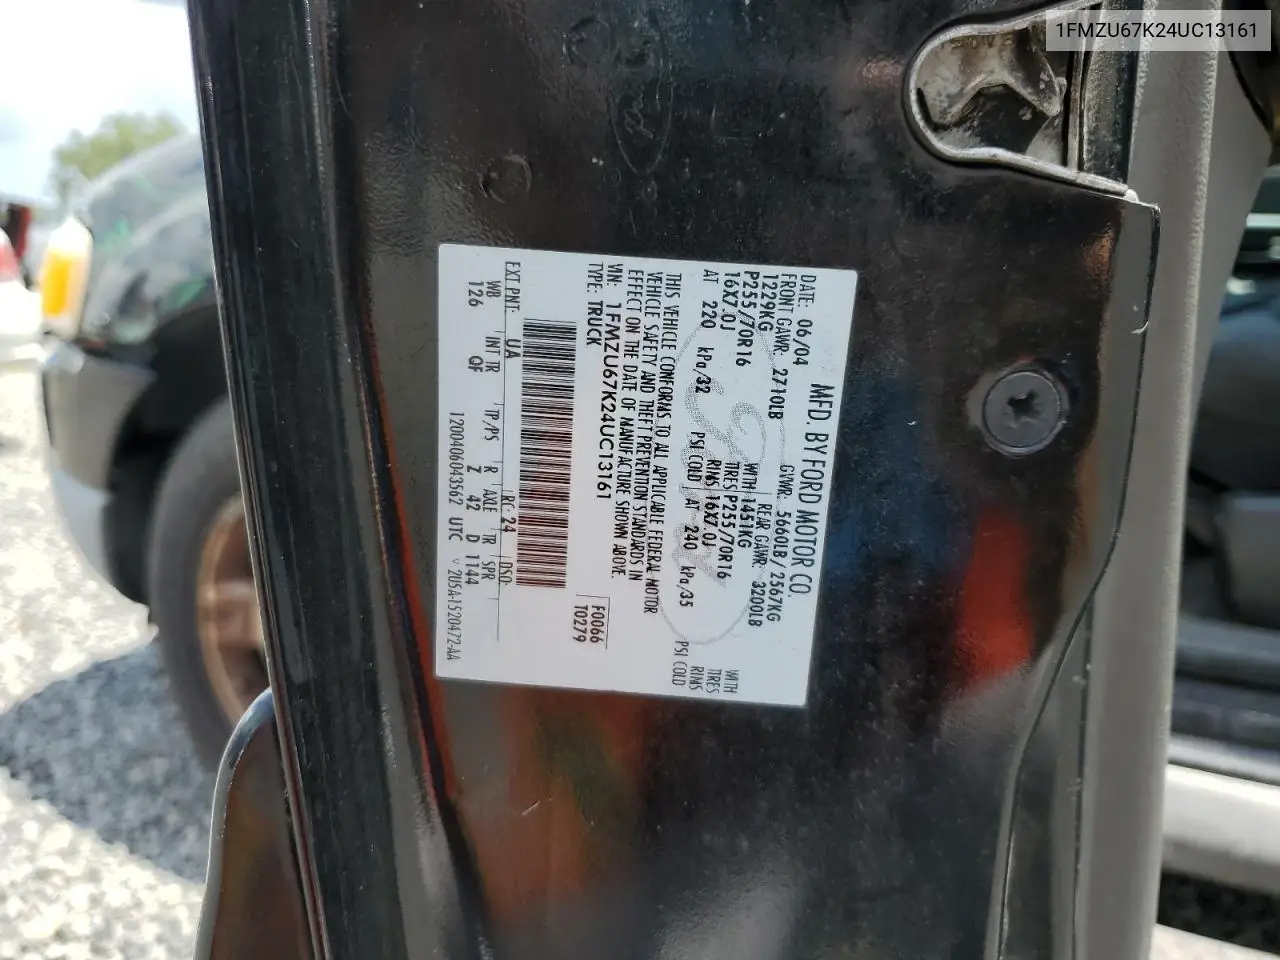 1FMZU67K24UC13161
MFD. BY FORD MOTOR CO.
DATE: 06/04 GVWR: 5660LB/2567KG
FRONT GAWR: 2710LB REAR GAWR: 3200LB
1229KG WITH 1451KG WITH
P255/70R16 TIRES P255/70R16 TIRES
16X7.0J RIMS 16X7.0J RIMS
AT 220 kPa/32 PSI COLD AT 240 kPa/35 PSI COLD
THIS VEHICLE CONFORMS TO ALL APPLICABLE FEDERAL MOTOR
VEHICLE SAFETY AND THEFT PREVENTION STANDARDS IN
EFFECT ON THE DATE OF MANUFACTURE SHOWN ABOVE.
VIN: 1FMZU67K24UC13161
TYPE: TRUCK
F0066
T0279
EXT PNT: UA RC: 24 DSO:
WB INT TR TP/PS R AXLE TR SPR
126 QF Z 42 D 1144
1200406043562 UTC 2U5A-1520472-AA